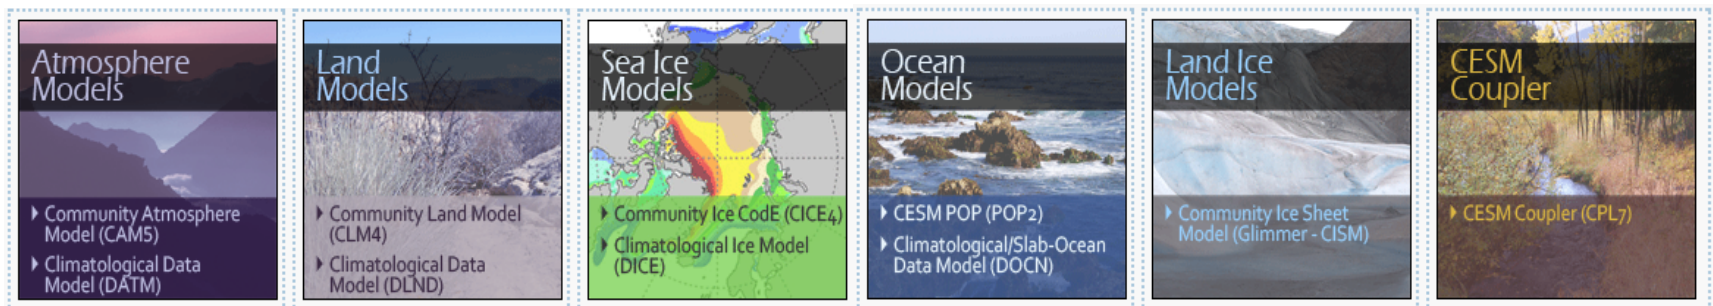 Atmosphere
Models
Community Atmosphere
Model (CAM5)
Climatological Data
Model (DATM)
Land
Models
Community Land Model
(CLM4)
Climatological Data
Model (DLND)
Sea Ice
Models
Community Ice CodE (CICE4)
Climatological Ice Model
(DICE)
Ocean
Models
CESM POP (POP2)
Climatological/Slab-Ocean
Data Model (DOCN)
Land Ice
Models
Community Ice Sheet
Model (Glimmer - CISM)
CESM
Coupler
CESM Coupler (CPL7)